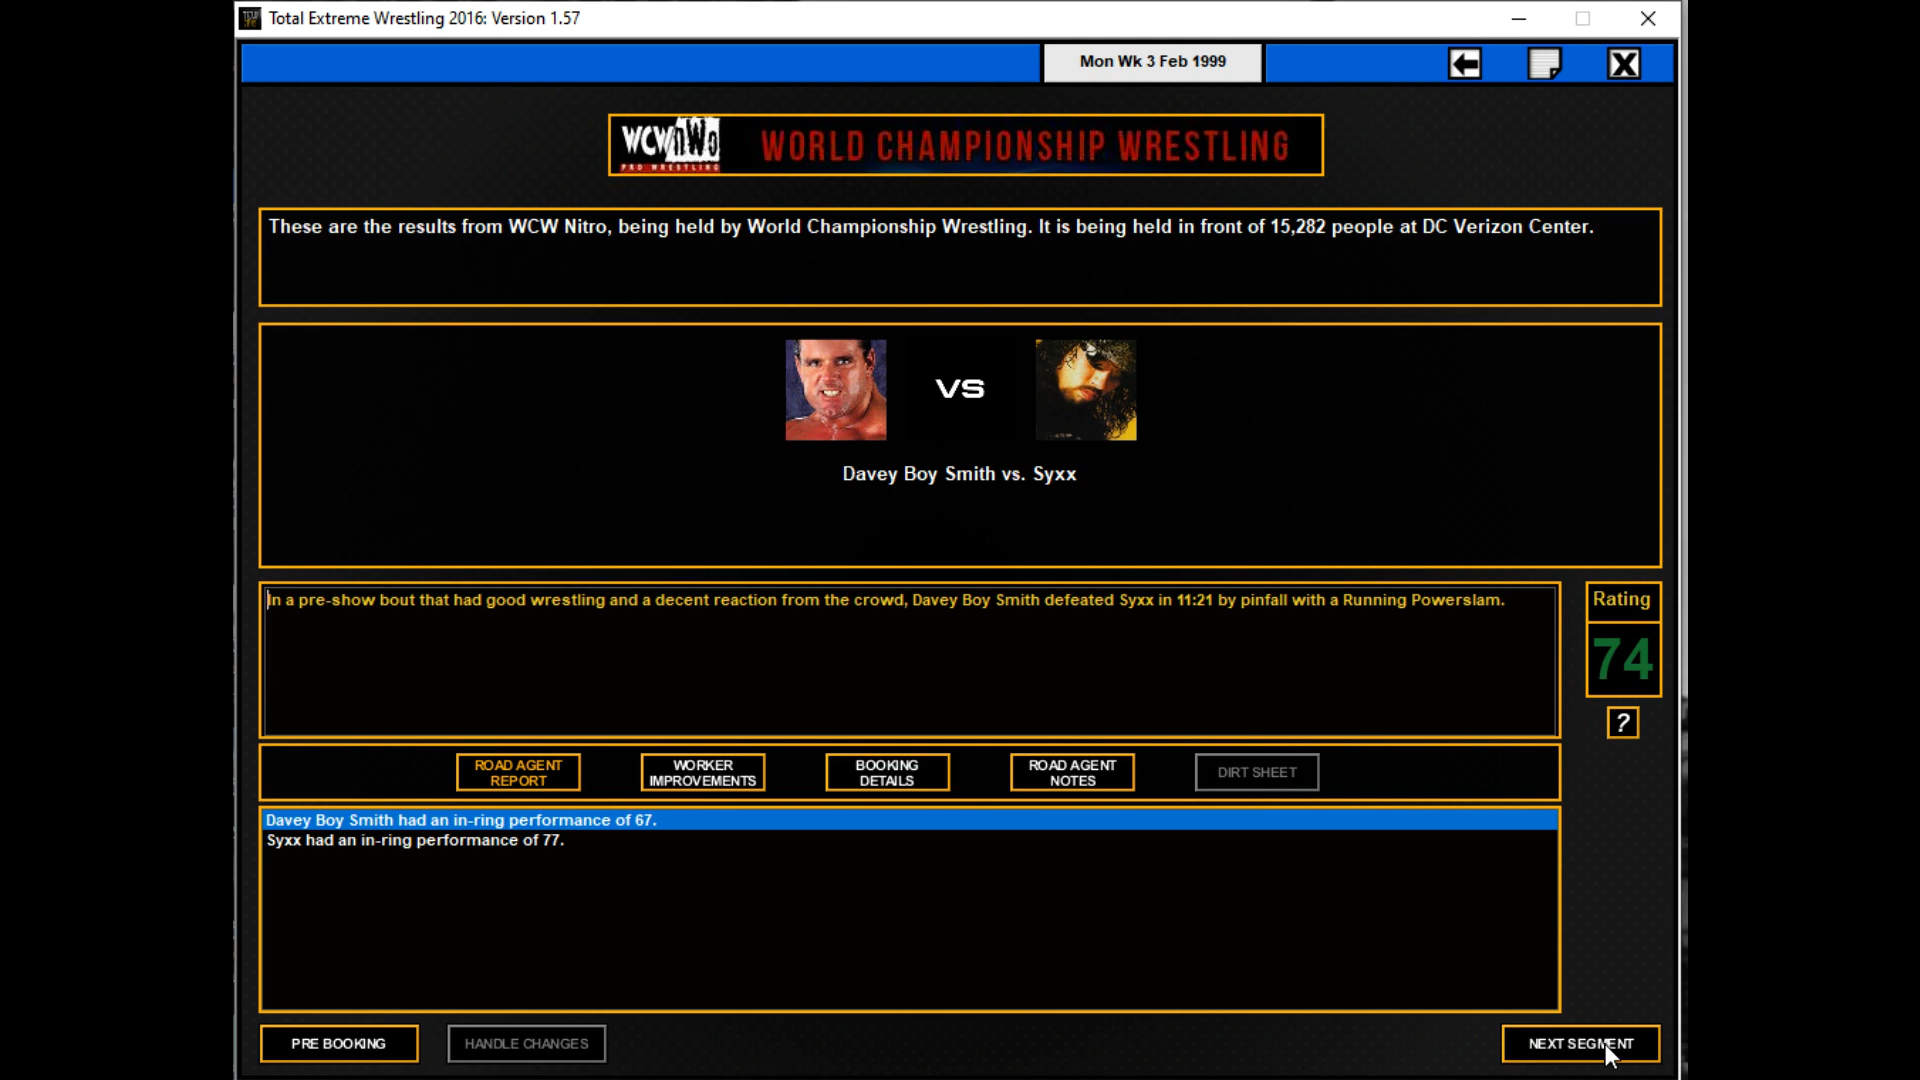 Total Extreme Wrestling 2016: Version 1.57
Mon Wk 3 Feb 1999
WCW nWo
PRO WRESTLING
WORLD CHAMPIONSHIP WRESTLING
These are the results from WCW Nitro, being held by World Championship Wrestling. It is being held in front of 15,282 people at DC Verizon Center.
VS
Davey Boy Smith vs. Syxx
In a pre-show bout that had good wrestling and a decent reaction from the crowd, Davey Boy Smith defeated Syxx in 11:21 by pinfall with a Running Powerslam.
Rating
74
?
ROAD AGENT
REPORT
WORKER
IMPROVEMENTS
BOOKING
DETAILS
ROAD AGENT
NOTES
DIRT SHEET
Davey Boy Smith had an in-ring performance of 67.
Syxx had an in-ring performance of 77.
PRE BOOKING
HANDLE CHANGES
NEXT SEGMENT